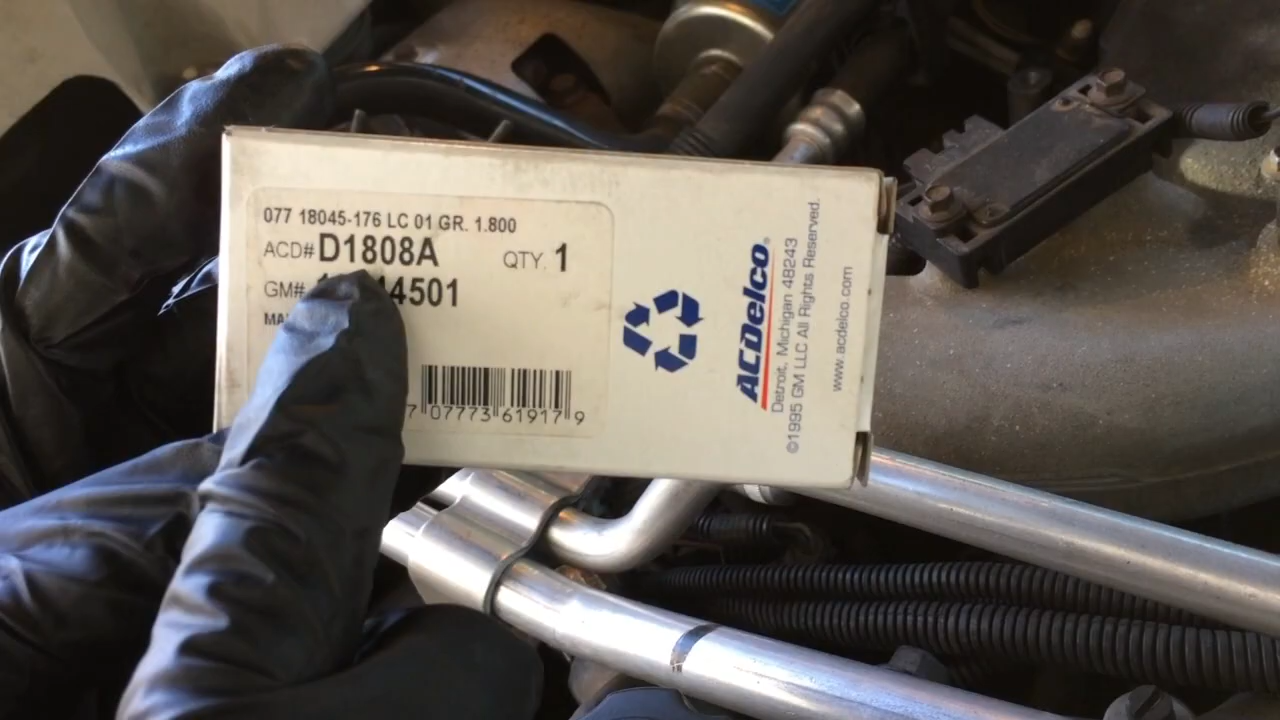 077 18045-176 LC 01 GR. 1.800
ACD# D1808A QTY. 1
GM# 4501
7 07773 61917 9
ACDelco®
Detroit, Michigan 48243
©1995 GM LLC All Rights Reserved.
www.acdelco.com